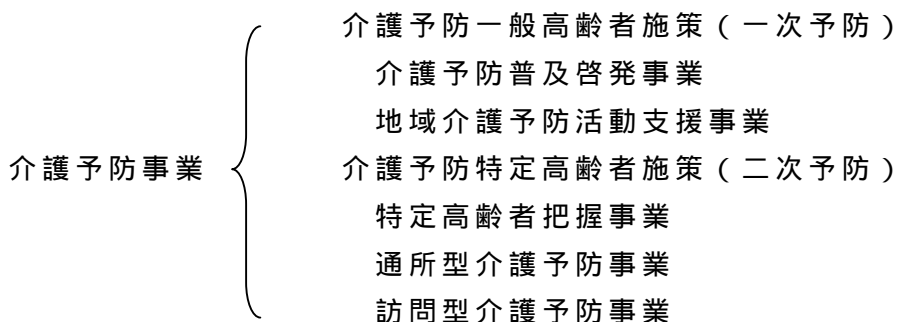 介護予防事業
介護予防一般高齢者施策（一次予防）
介護予防普及啓発事業
地域介護予防活動支援事業
介護予防特定高齢者施策（二次予防）
特定高齢者把握事業
通所型介護予防事業
訪問型介護予防事業